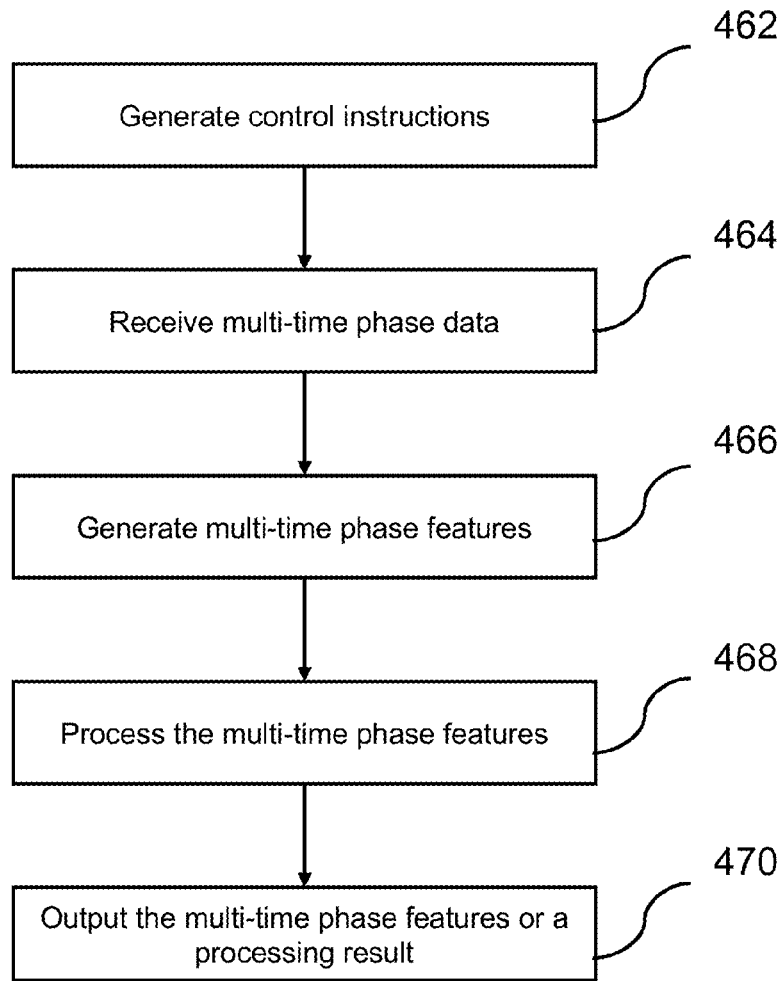 462
Generate control instructions
464
Receive multi-time phase data
466
Generate multi-time phase features
468
Process the multi-time phase features
470
Output the multi-time phase features or a
processing result